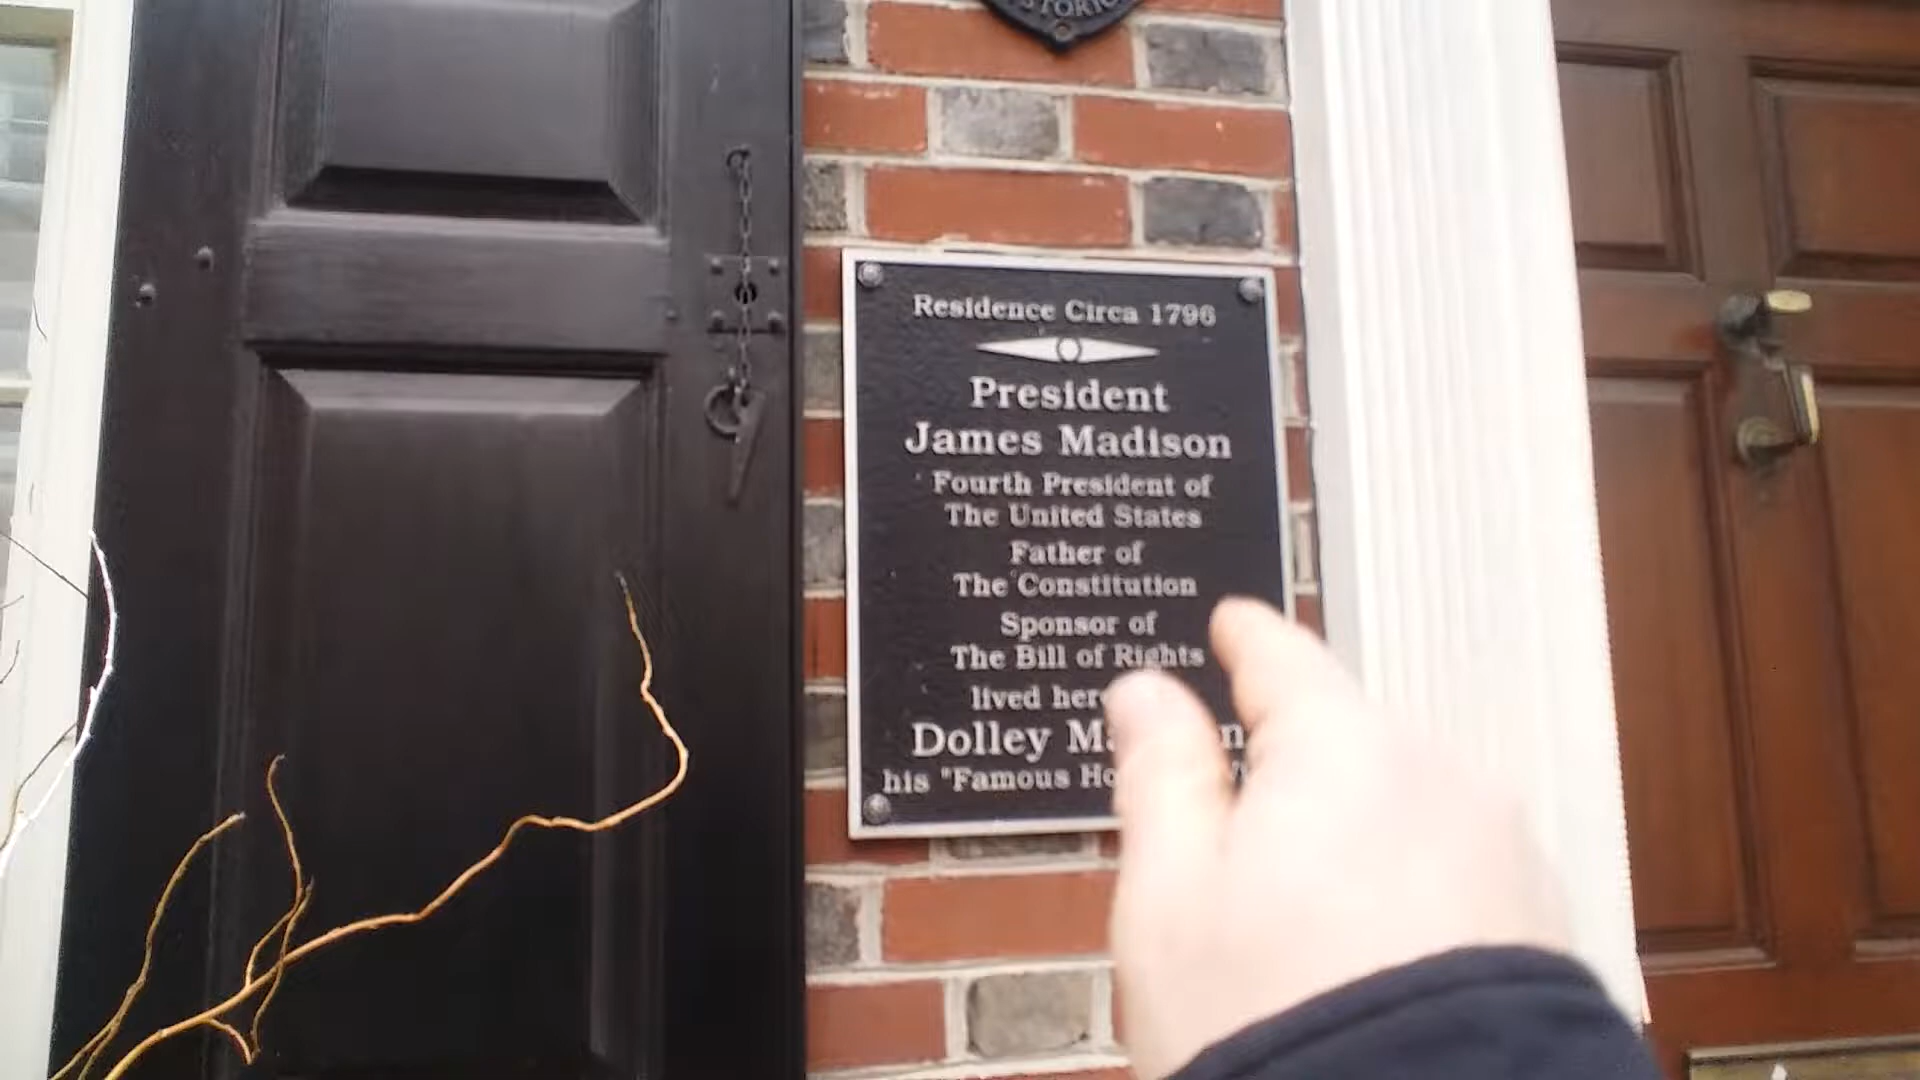 Residence Circa 1796
President
James Madison
Fourth President of
The United States
Father of
The Constitution
Sponsor of
The Bill of Rights
lived
Dolley
his "Famous